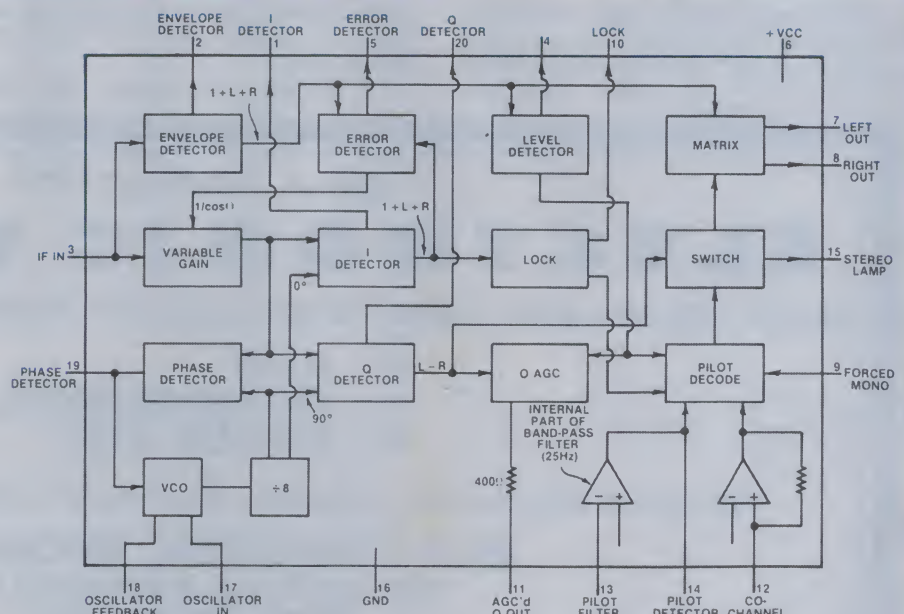 ENVELOPE DETECTOR 2
I DETECTOR 1
ERROR DETECTOR 5
Q DETECTOR 20
4
LOCK 10
+ VCC 6
1 + L + R
ENVELOPE DETECTOR
ERROR DETECTOR
LEVEL DETECTOR
MATRIX
7 LEFT OUT
8 RIGHT OUT
1/cosθ
1 + L + R
IF IN 3
VARIABLE GAIN
I DETECTOR
0°
LOCK
SWITCH
15 STEREO LAMP
PHASE DETECTOR 19
PHASE DETECTOR
Q DETECTOR
L – R
Q AGC
PILOT DECODE
9 FORCED MONO
90°
INTERNAL PART OF BAND-PASS FILTER (25Hz)
VCO
÷8
400Ω
– +
– +
18 OSCILLATOR FEEDBACK
17 OSCILLATOR IN
16 GND
11 AGC'd Q OUT
13 PILOT FILTER
14 PILOT DETECTOR
12 CO-CHANNEL